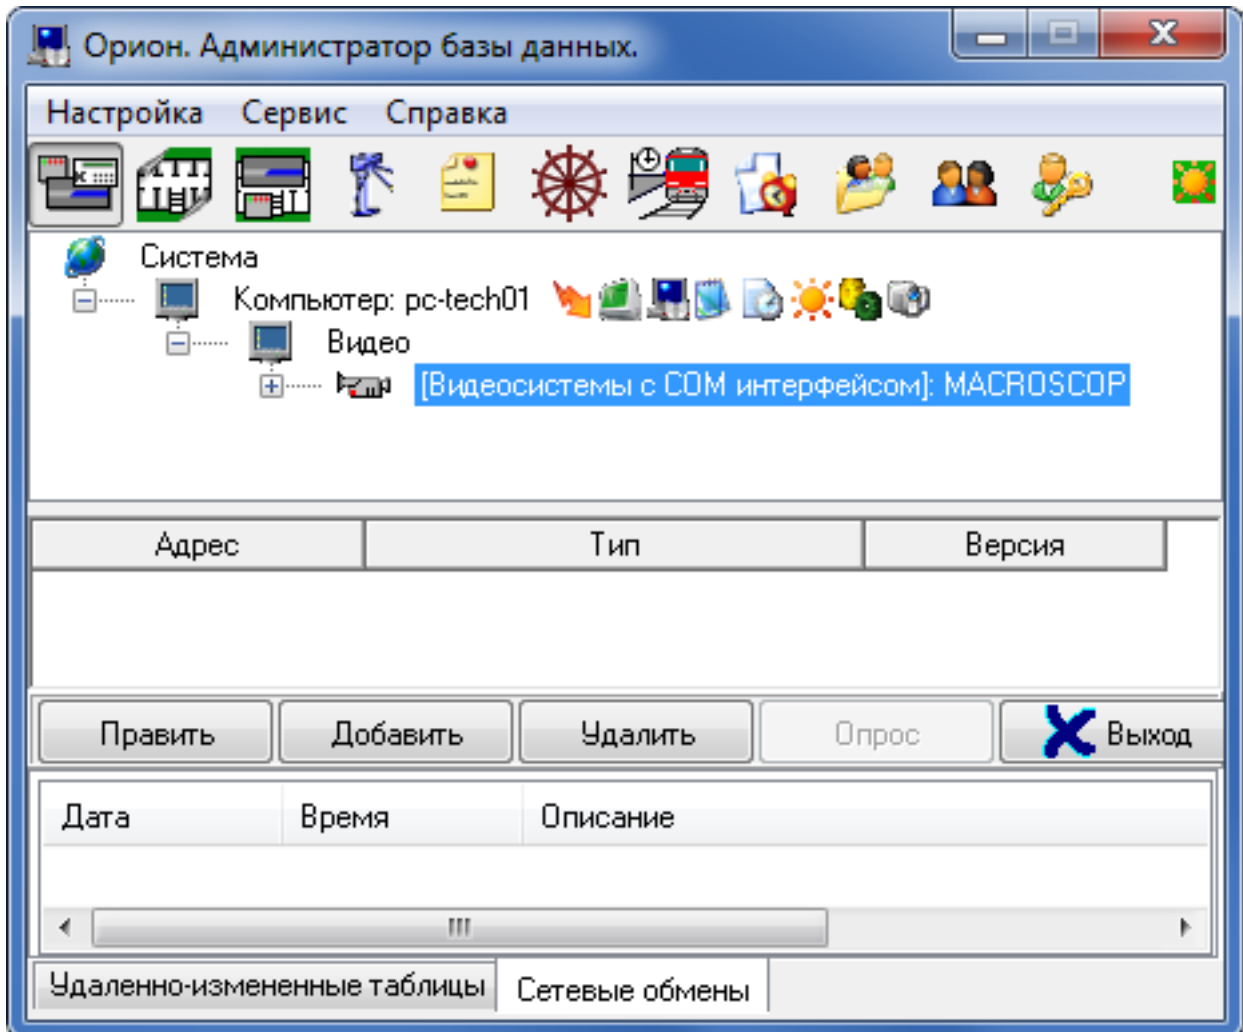 Орион. Администратор базы данных.
Настройка Сервис Справка
Система
Компьютер: pc-tech01
Видео
[Видеосистемы с COM интерфейсом]: MACROSCOP
Адрес Тип Версия
Править Добавить Удалить Опрос Выход
Дата Время Описание
Удаленно-измененные таблицы Сетевые обмены